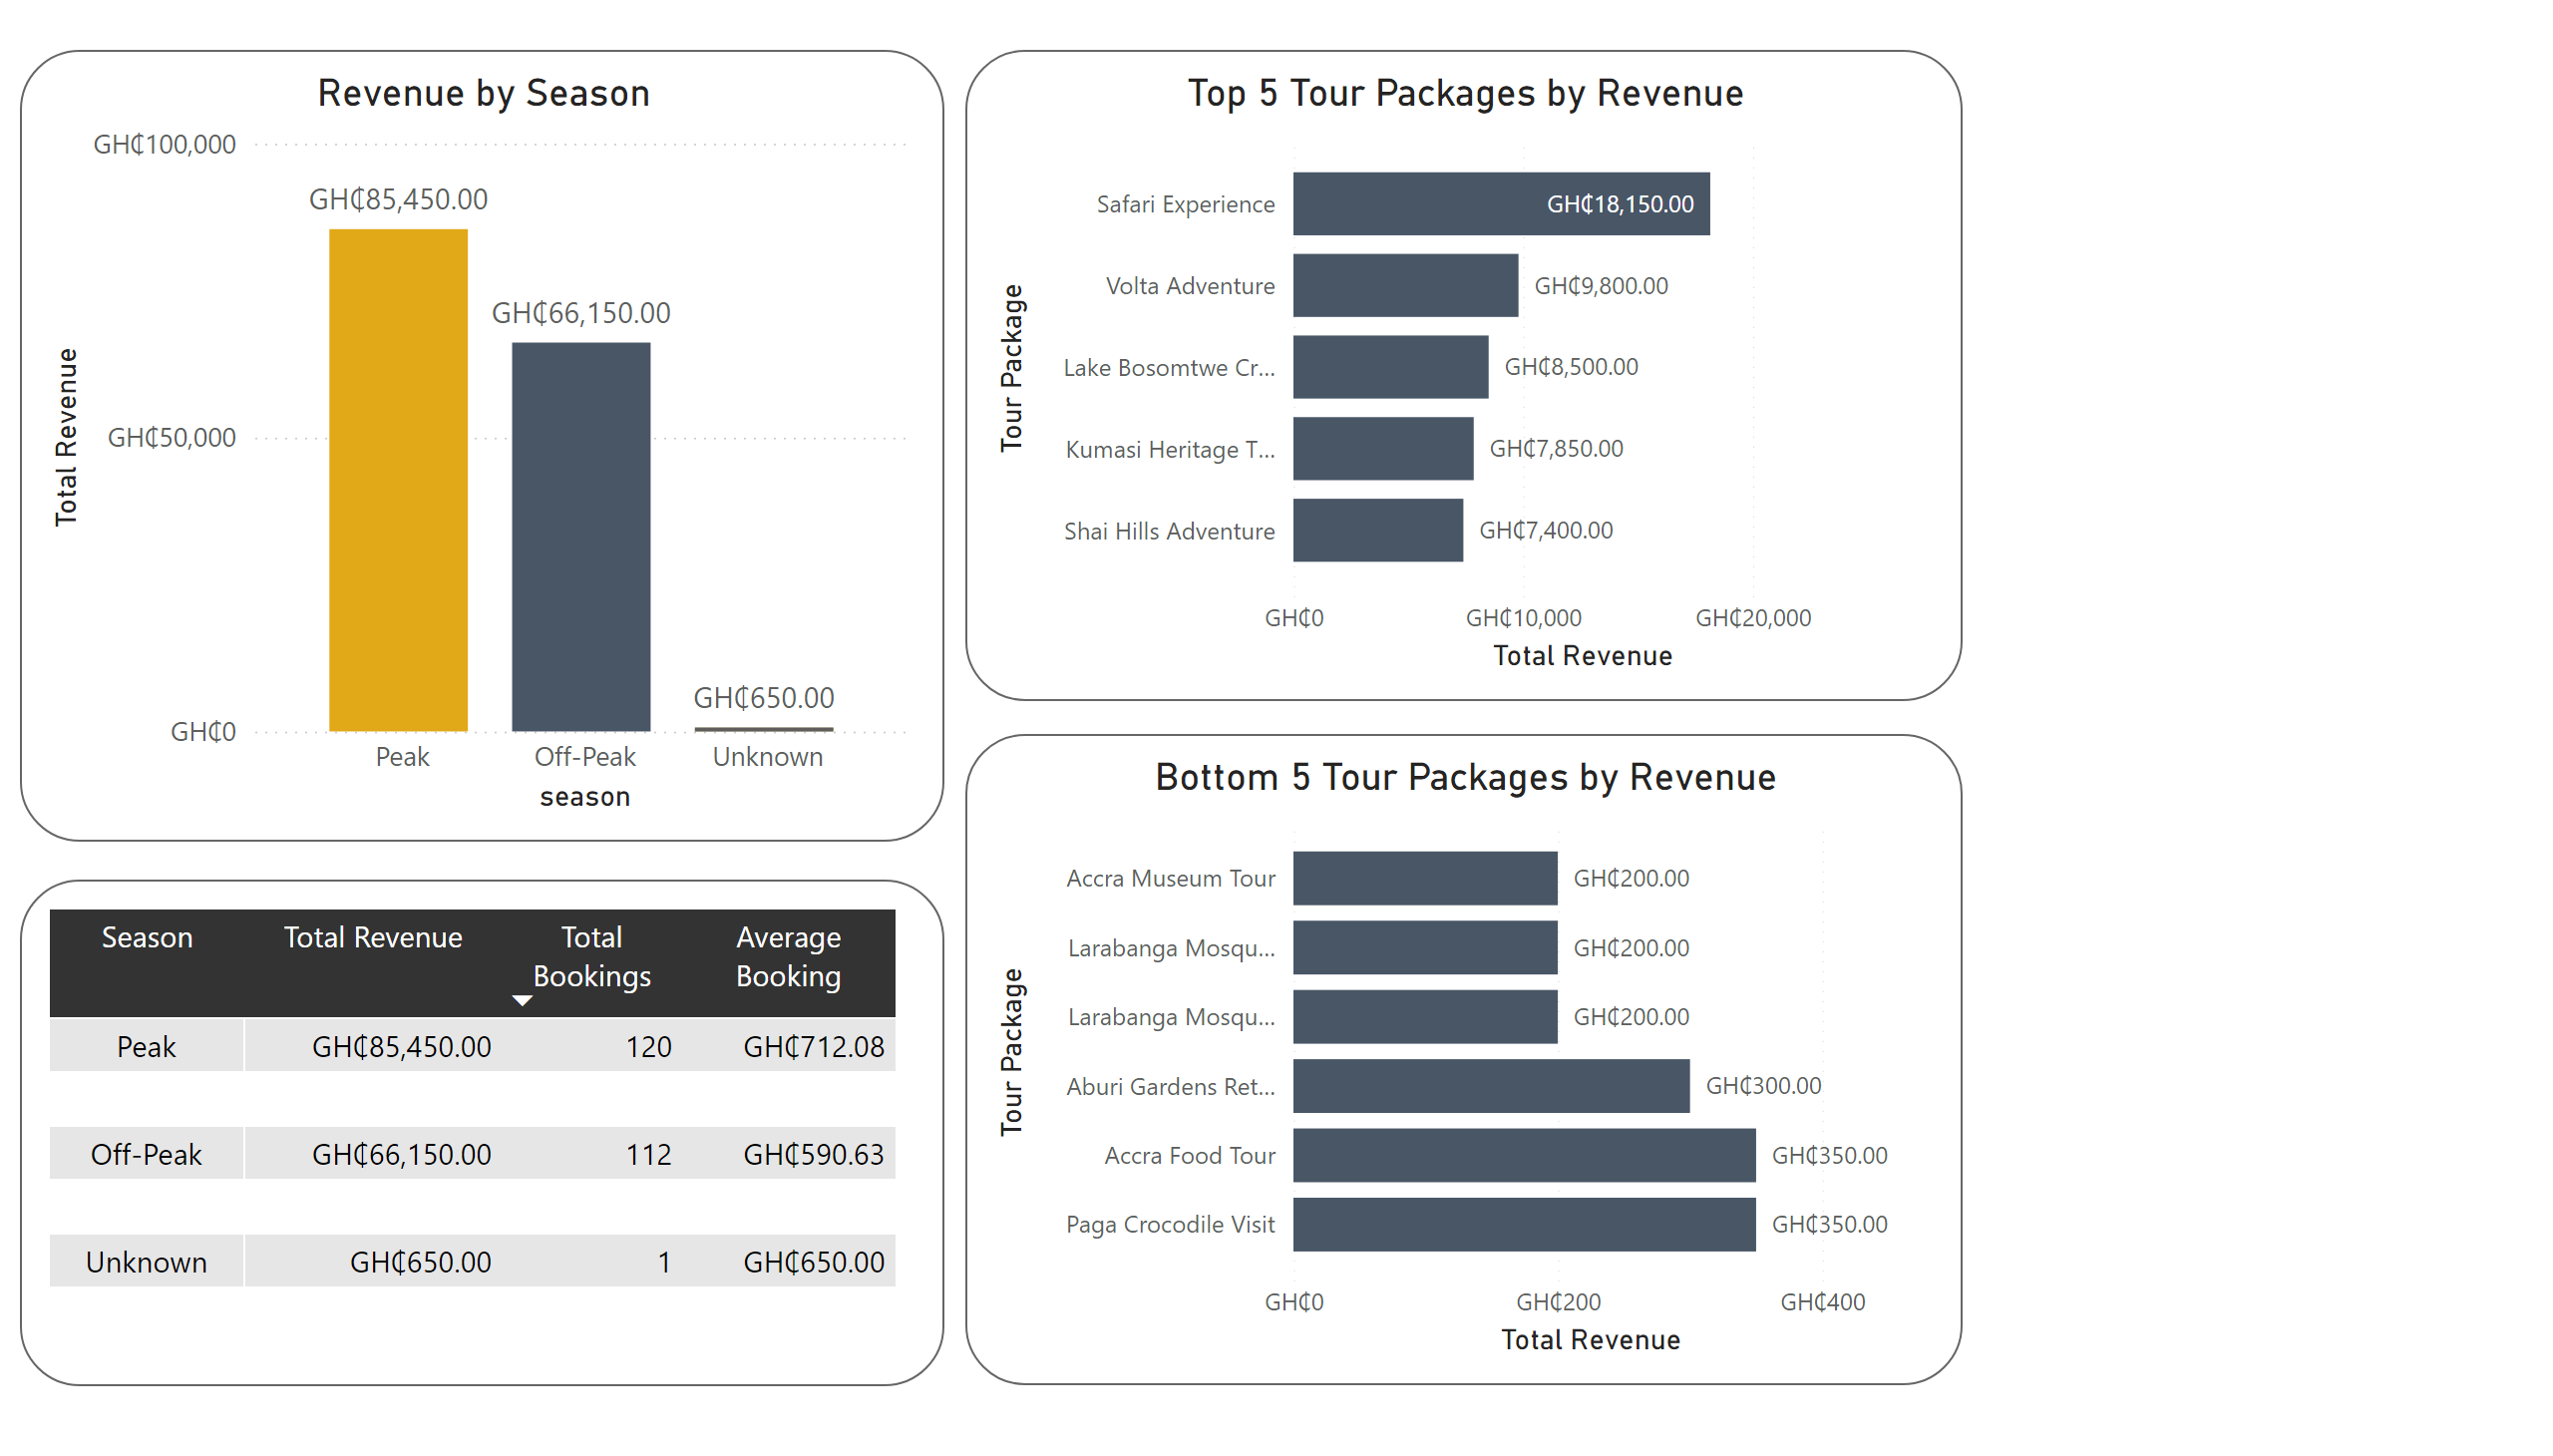 Revenue by Season
GH₵100,000
GH₵85,450.00
GH₵66,150.00
Total Revenue
GH₵50,000
GH₵650.00
GH₵0
Peak
Off-Peak
Unknown
season
Top 5 Tour Packages by Revenue
Tour Package
Safari Experience GH₵18,150.00
Volta Adventure GH₵9,800.00
Lake Bosomtwe Cr... GH₵8,500.00
Kumasi Heritage T... GH₵7,850.00
Shai Hills Adventure GH₵7,400.00
GH₵0 GH₵10,000 GH₵20,000
Total Revenue
Season Total Revenue Total Bookings Average Booking
Peak GH₵85,450.00 120 GH₵712.08
Off-Peak GH₵66,150.00 112 GH₵590.63
Unknown GH₵650.00 1 GH₵650.00
Bottom 5 Tour Packages by Revenue
Tour Package
Accra Museum Tour GH₵200.00
Larabanga Mosqu... GH₵200.00
Larabanga Mosqu... GH₵200.00
Aburi Gardens Ret... GH₵300.00
Accra Food Tour GH₵350.00
Paga Crocodile Visit GH₵350.00
GH₵0 GH₵200 GH₵400
Total Revenue